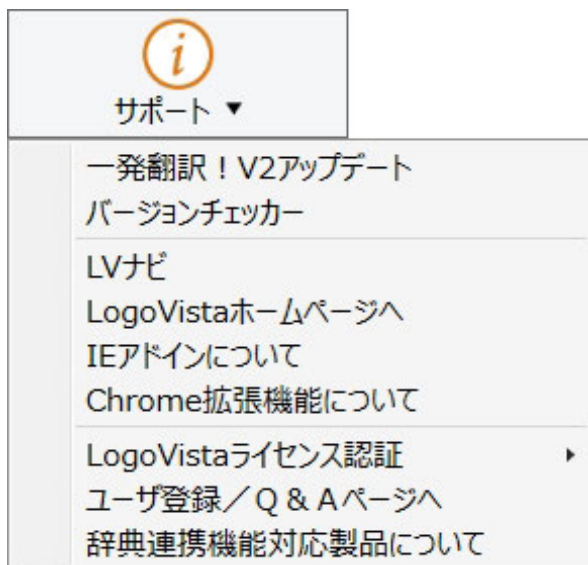 サポート ▼
一発翻訳！V2アップデート
バージョンチェッカー
LVナビ
LogoVistaホームページへ
IEアドインについて
Chrome拡張機能について
LogoVistaライセンス認証
ユーザ登録／Q & Aページへ
辞典連携機能対応製品について